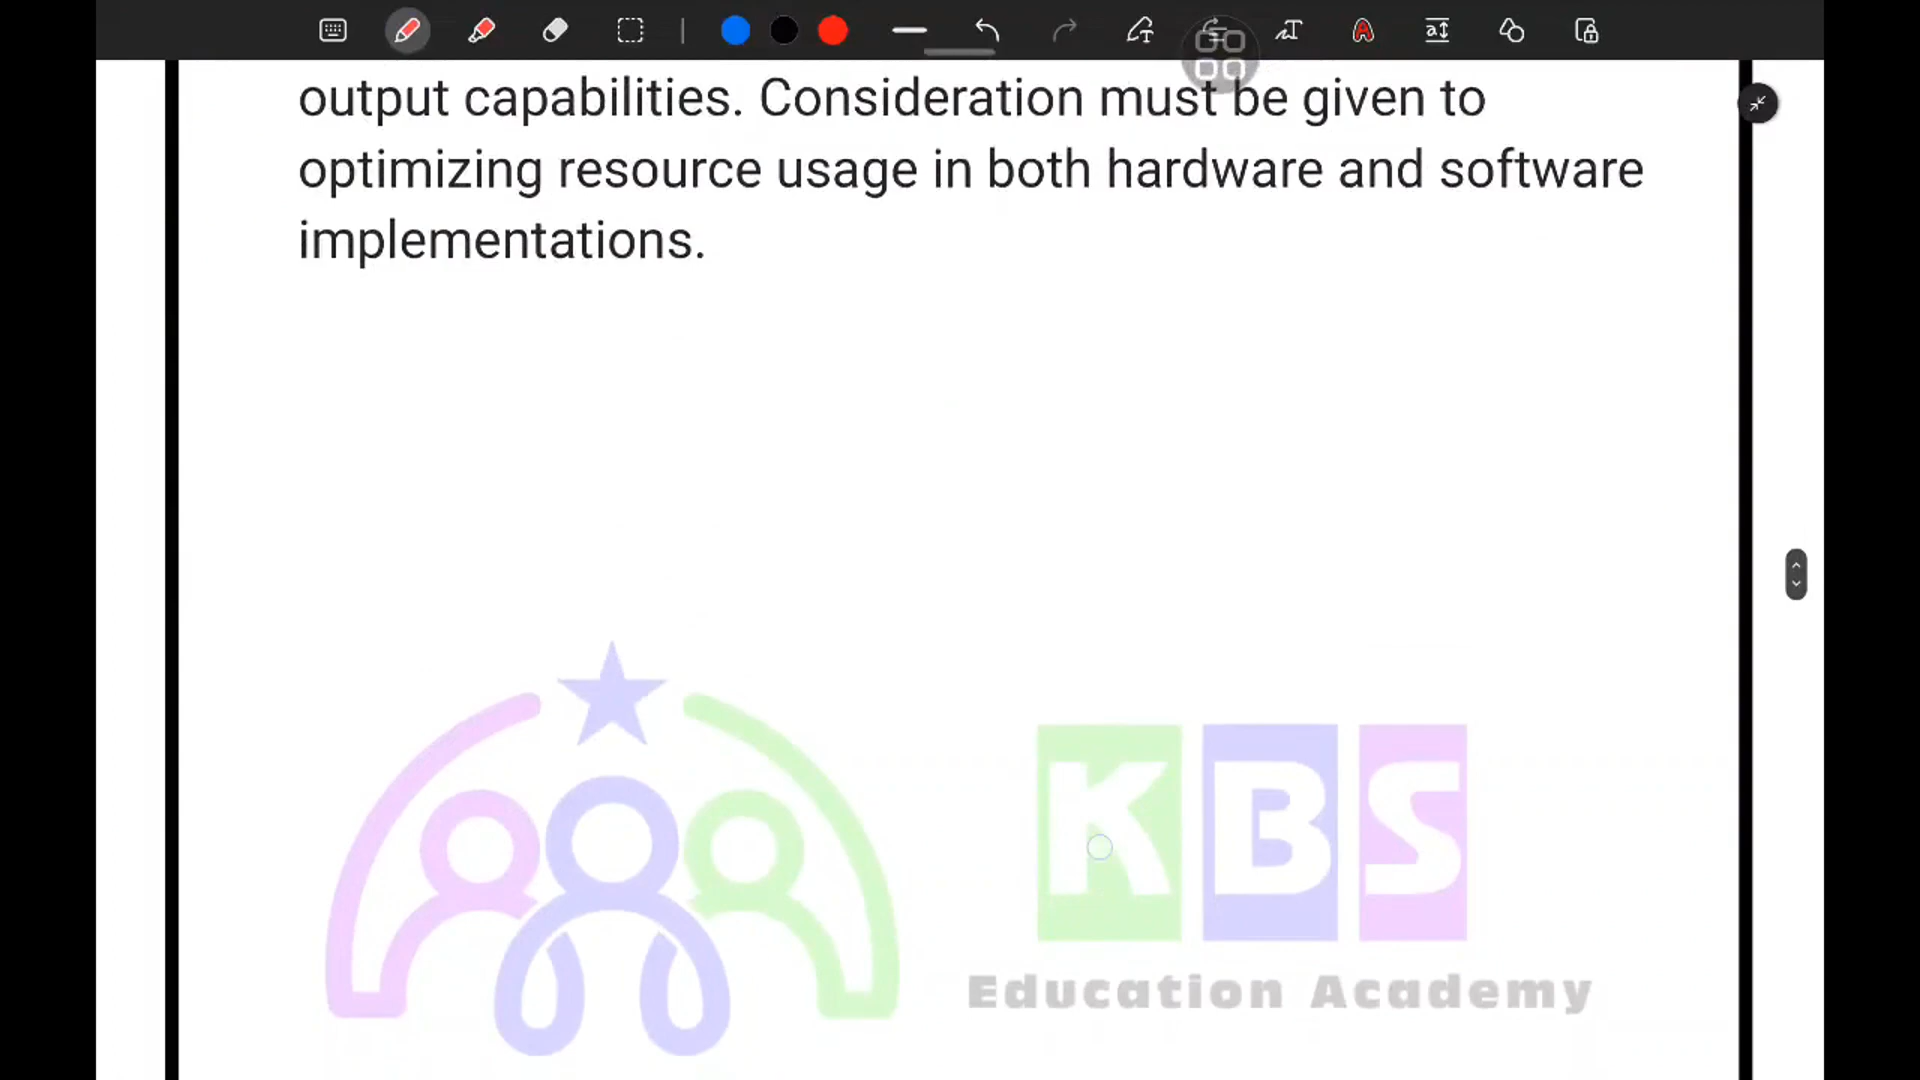 output capabilities. Consideration must be given to
optimizing resource usage in both hardware and software
implementations.
KBS
Education Academy